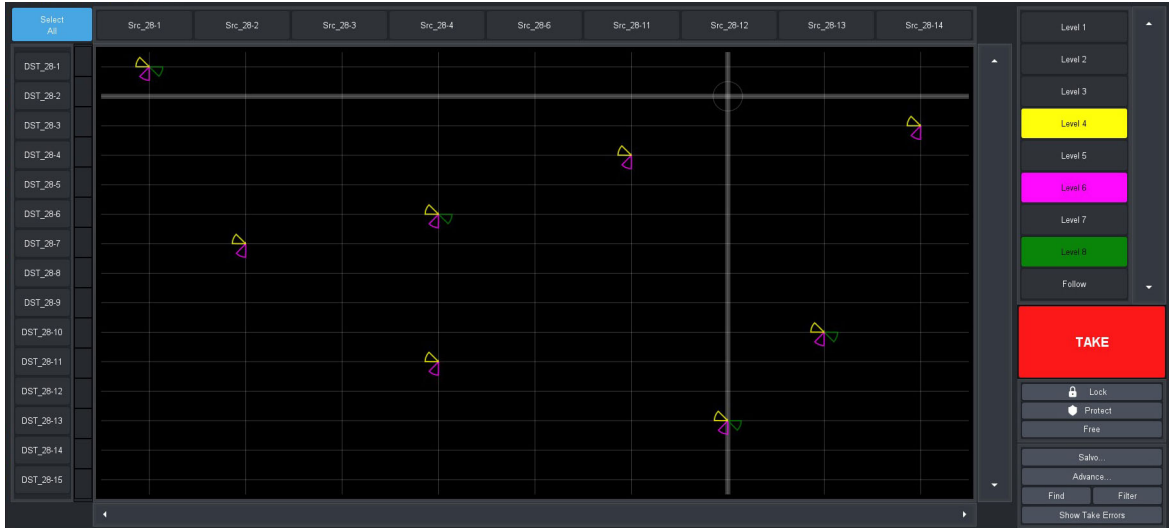 Select
All
Src_28-1
Src_28-2
Src_28-3
Src_28-4
Src_28-6
Src_28-11
Src_28-12
Src_28-13
Src_28-14
DST_28-1
DST_28-2
DST_28-3
DST_28-4
DST_28-5
DST_28-6
DST_28-7
DST_28-8
DST_28-9
DST_28-10
DST_28-11
DST_28-12
DST_28-13
DST_28-14
DST_28-15
Level 1
Level 2
Level 3
Level 4
Level 5
Level 6
Level 7
Level 8
Follow
TAKE
Lock
Protect
Free
Salvo...
Advance...
Find
Filter
Show Take Errors